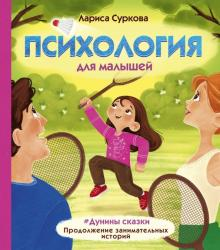 Лариса Суркова
ПСИХОЛОГИЯ
для малышей
#Дунины сказки
Продолжение занимательных
историй